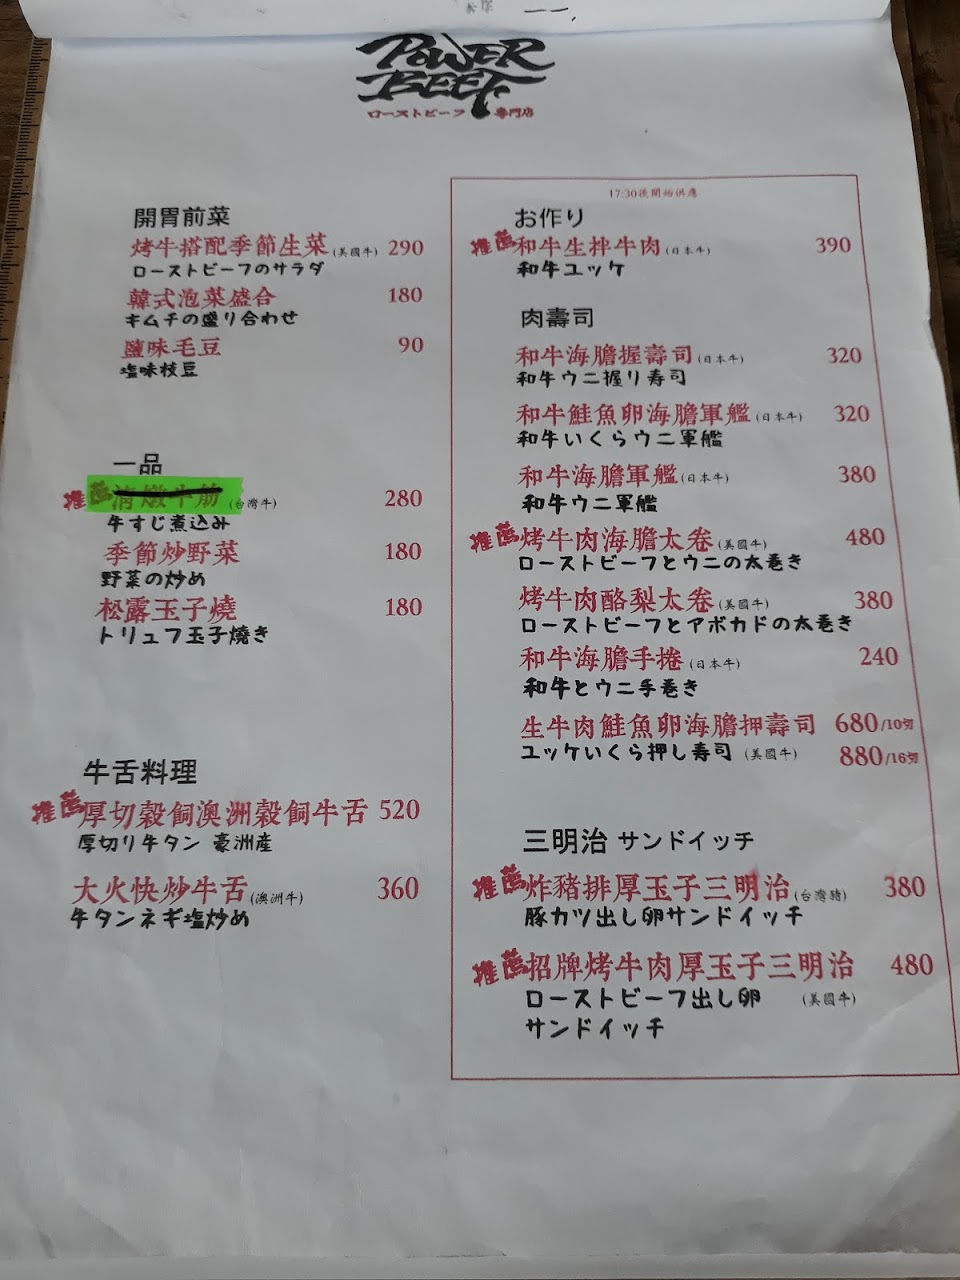 POWER
BEEF
ローストビーフ 専門店
開胃前菜
烤牛搭配季節生菜(美國牛) 290
ローストビーフのサラダ
韓式泡菜盛合 180
キムチの盛り合わせ
鹽味毛豆 90
塩味枝豆
一品
推薦 清燉牛筋(台灣牛) 280
牛すじ煮込み
季節炒野菜 180
野菜の炒め
松露玉子燒 180
トリュフ玉子焼き
牛舌料理
推薦 厚切穀飼澳洲穀飼牛舌 520
厚切り牛タン 豪洲産
大火快炒牛舌(澳洲牛) 360
牛タンネギ塩炒め
17:30後開始供應
お作り
推薦 和牛生拌牛肉(日本牛) 390
和牛ユッケ
肉壽司
和牛海膽握壽司(日本牛) 320
和牛ウニ握り寿司
和牛鮭魚卵海膽軍艦(日本牛) 320
和牛いくらウニ軍艦
和牛海膽軍艦(日本牛) 380
和牛ウニ軍艦
推薦 烤牛肉海膽太卷(美國牛) 480
ローストビーフとウニの太巻き
烤牛肉酪梨太卷(美國牛) 380
ローストビーフとアボカドの太巻き
和牛海膽手捲(日本牛) 240
和牛とウニ手巻き
生牛肉鮭魚卵海膽押壽司 680/10切
ユッケいくら押し寿司(美國牛) 880/16切
三明治 サンドイッチ
推薦 炸豬排厚玉子三明治(台灣豬) 380
豚カツ出し卵サンドイッチ
推薦 招牌烤牛肉厚玉子三明治 480
ローストビーフ出し卵 (美國牛)
サンドイッチ